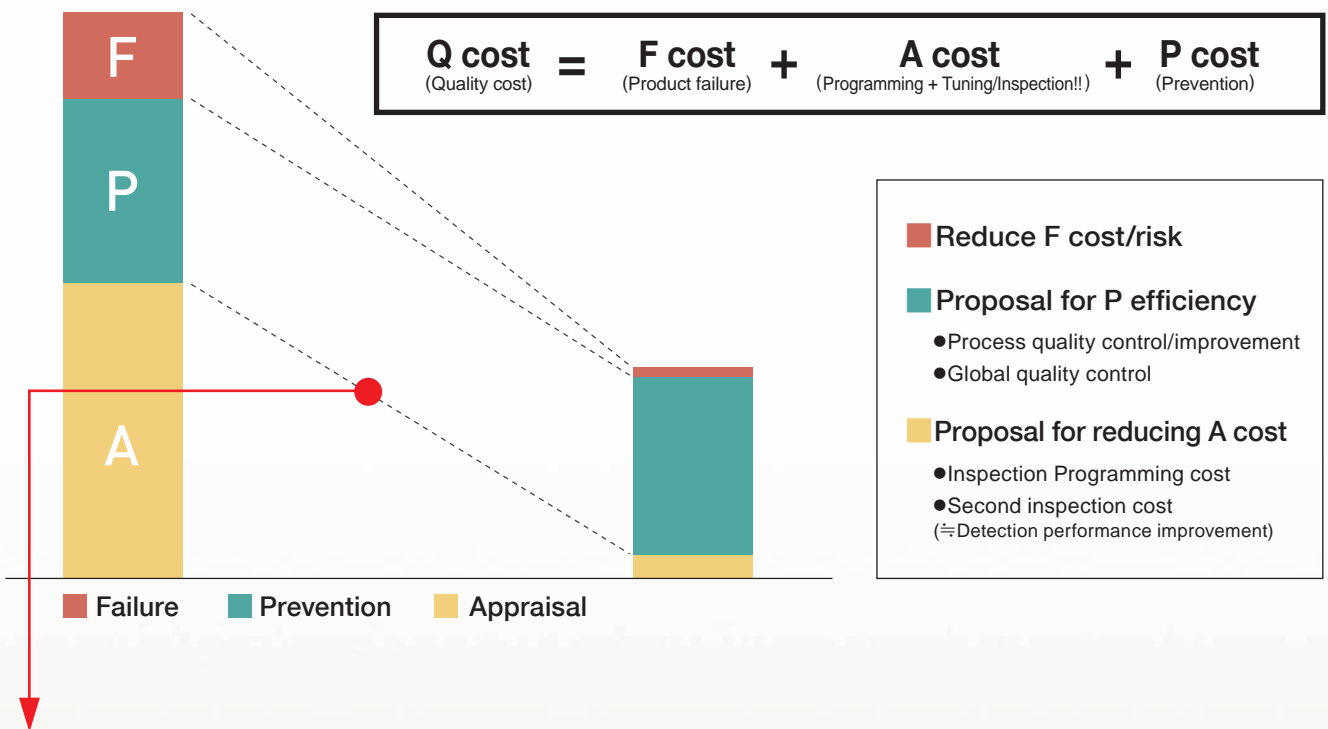 F
P
A
Q cost = F cost + A cost + P cost
(Quality cost) (Product failure) (Programming + Tuning/Inspection!!) (Prevention)
Reduce F cost/risk
Proposal for P efficiency
●Process quality control/improvement
●Global quality control
Proposal for reducing A cost
●Inspection Programming cost
●Second inspection cost
(≒Detection performance improvement)
Failure Prevention Appraisal